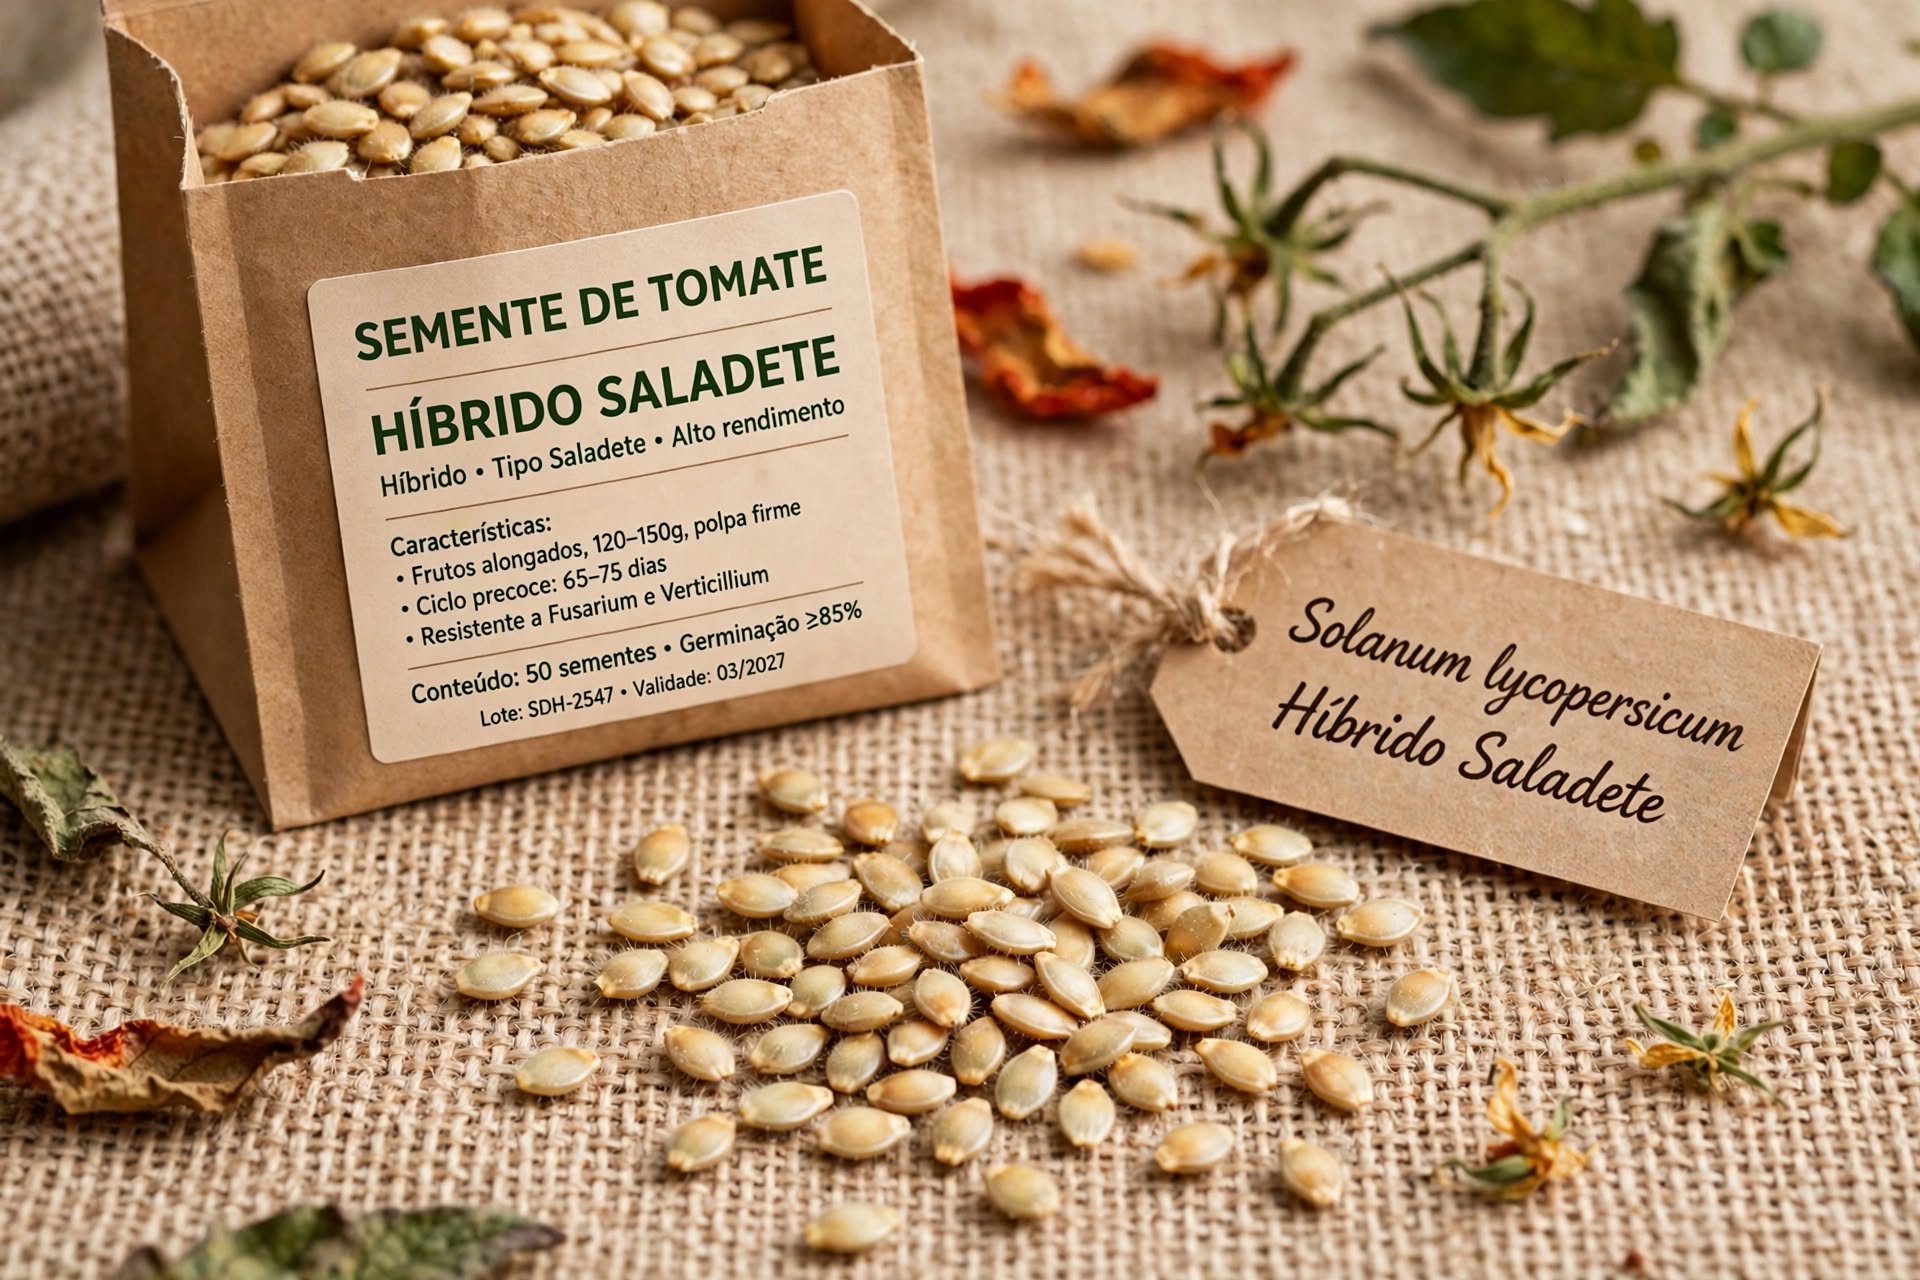 SEMENTE DE TOMATE
HÍBRIDO SALADETE
Híbrido • Tipo Saladete • Alto rendimento
Características:
• Frutos alongados, 120–150g, polpa firme
• Ciclo precoce: 65–75 dias
• Resistente a Fusarium e Verticillium
Conteúdo: 50 sementes • Germinação ≥85%
Lote: SDH-2547 • Validade: 03/2027
Solanum lycopersicum
Híbrido Saladete